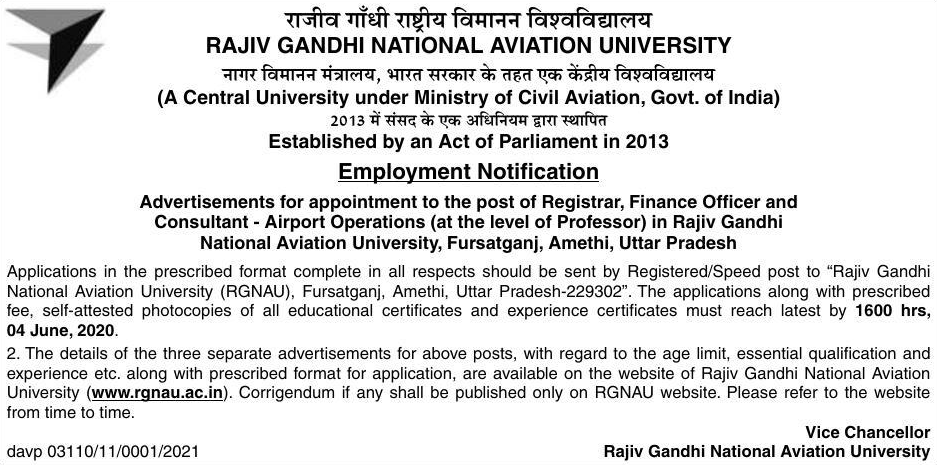 राजीव गाँधी राष्ट्रीय विमानन विश्वविद्यालय
RAJIV GANDHI NATIONAL AVIATION UNIVERSITY
नागर विमानन मंत्रालय, भारत सरकार के तहत एक केंद्रीय विश्वविद्यालय
(A Central University under Ministry of Civil Aviation, Govt. of India)
2013 में संसद के एक अधिनियम द्वारा स्थापित
Established by an Act of Parliament in 2013
Employment Notification
Advertisements for appointment to the post of Registrar, Finance Officer and
Consultant - Airport Operations (at the level of Professor) in Rajiv Gandhi
National Aviation University, Fursatganj, Amethi, Uttar Pradesh
Applications in the prescribed format complete in all respects should be sent by Registered/Speed post to “Rajiv Gandhi
National Aviation University (RGNAU), Fursatganj, Amethi, Uttar Pradesh-229302”. The applications along with prescribed
fee, self-attested photocopies of all educational certificates and experience certificates must reach latest by 1600 hrs,
04 June, 2020.
2. The details of the three separate advertisements for above posts, with regard to the age limit, essential qualification and
experience etc. along with prescribed format for application, are available on the website of Rajiv Gandhi National Aviation
University (www.rgnau.ac.in). Corrigendum if any shall be published only on RGNAU website. Please refer to the website
from time to time.
Vice Chancellor
davp 03110/11/0001/2021 Rajiv Gandhi National Aviation University